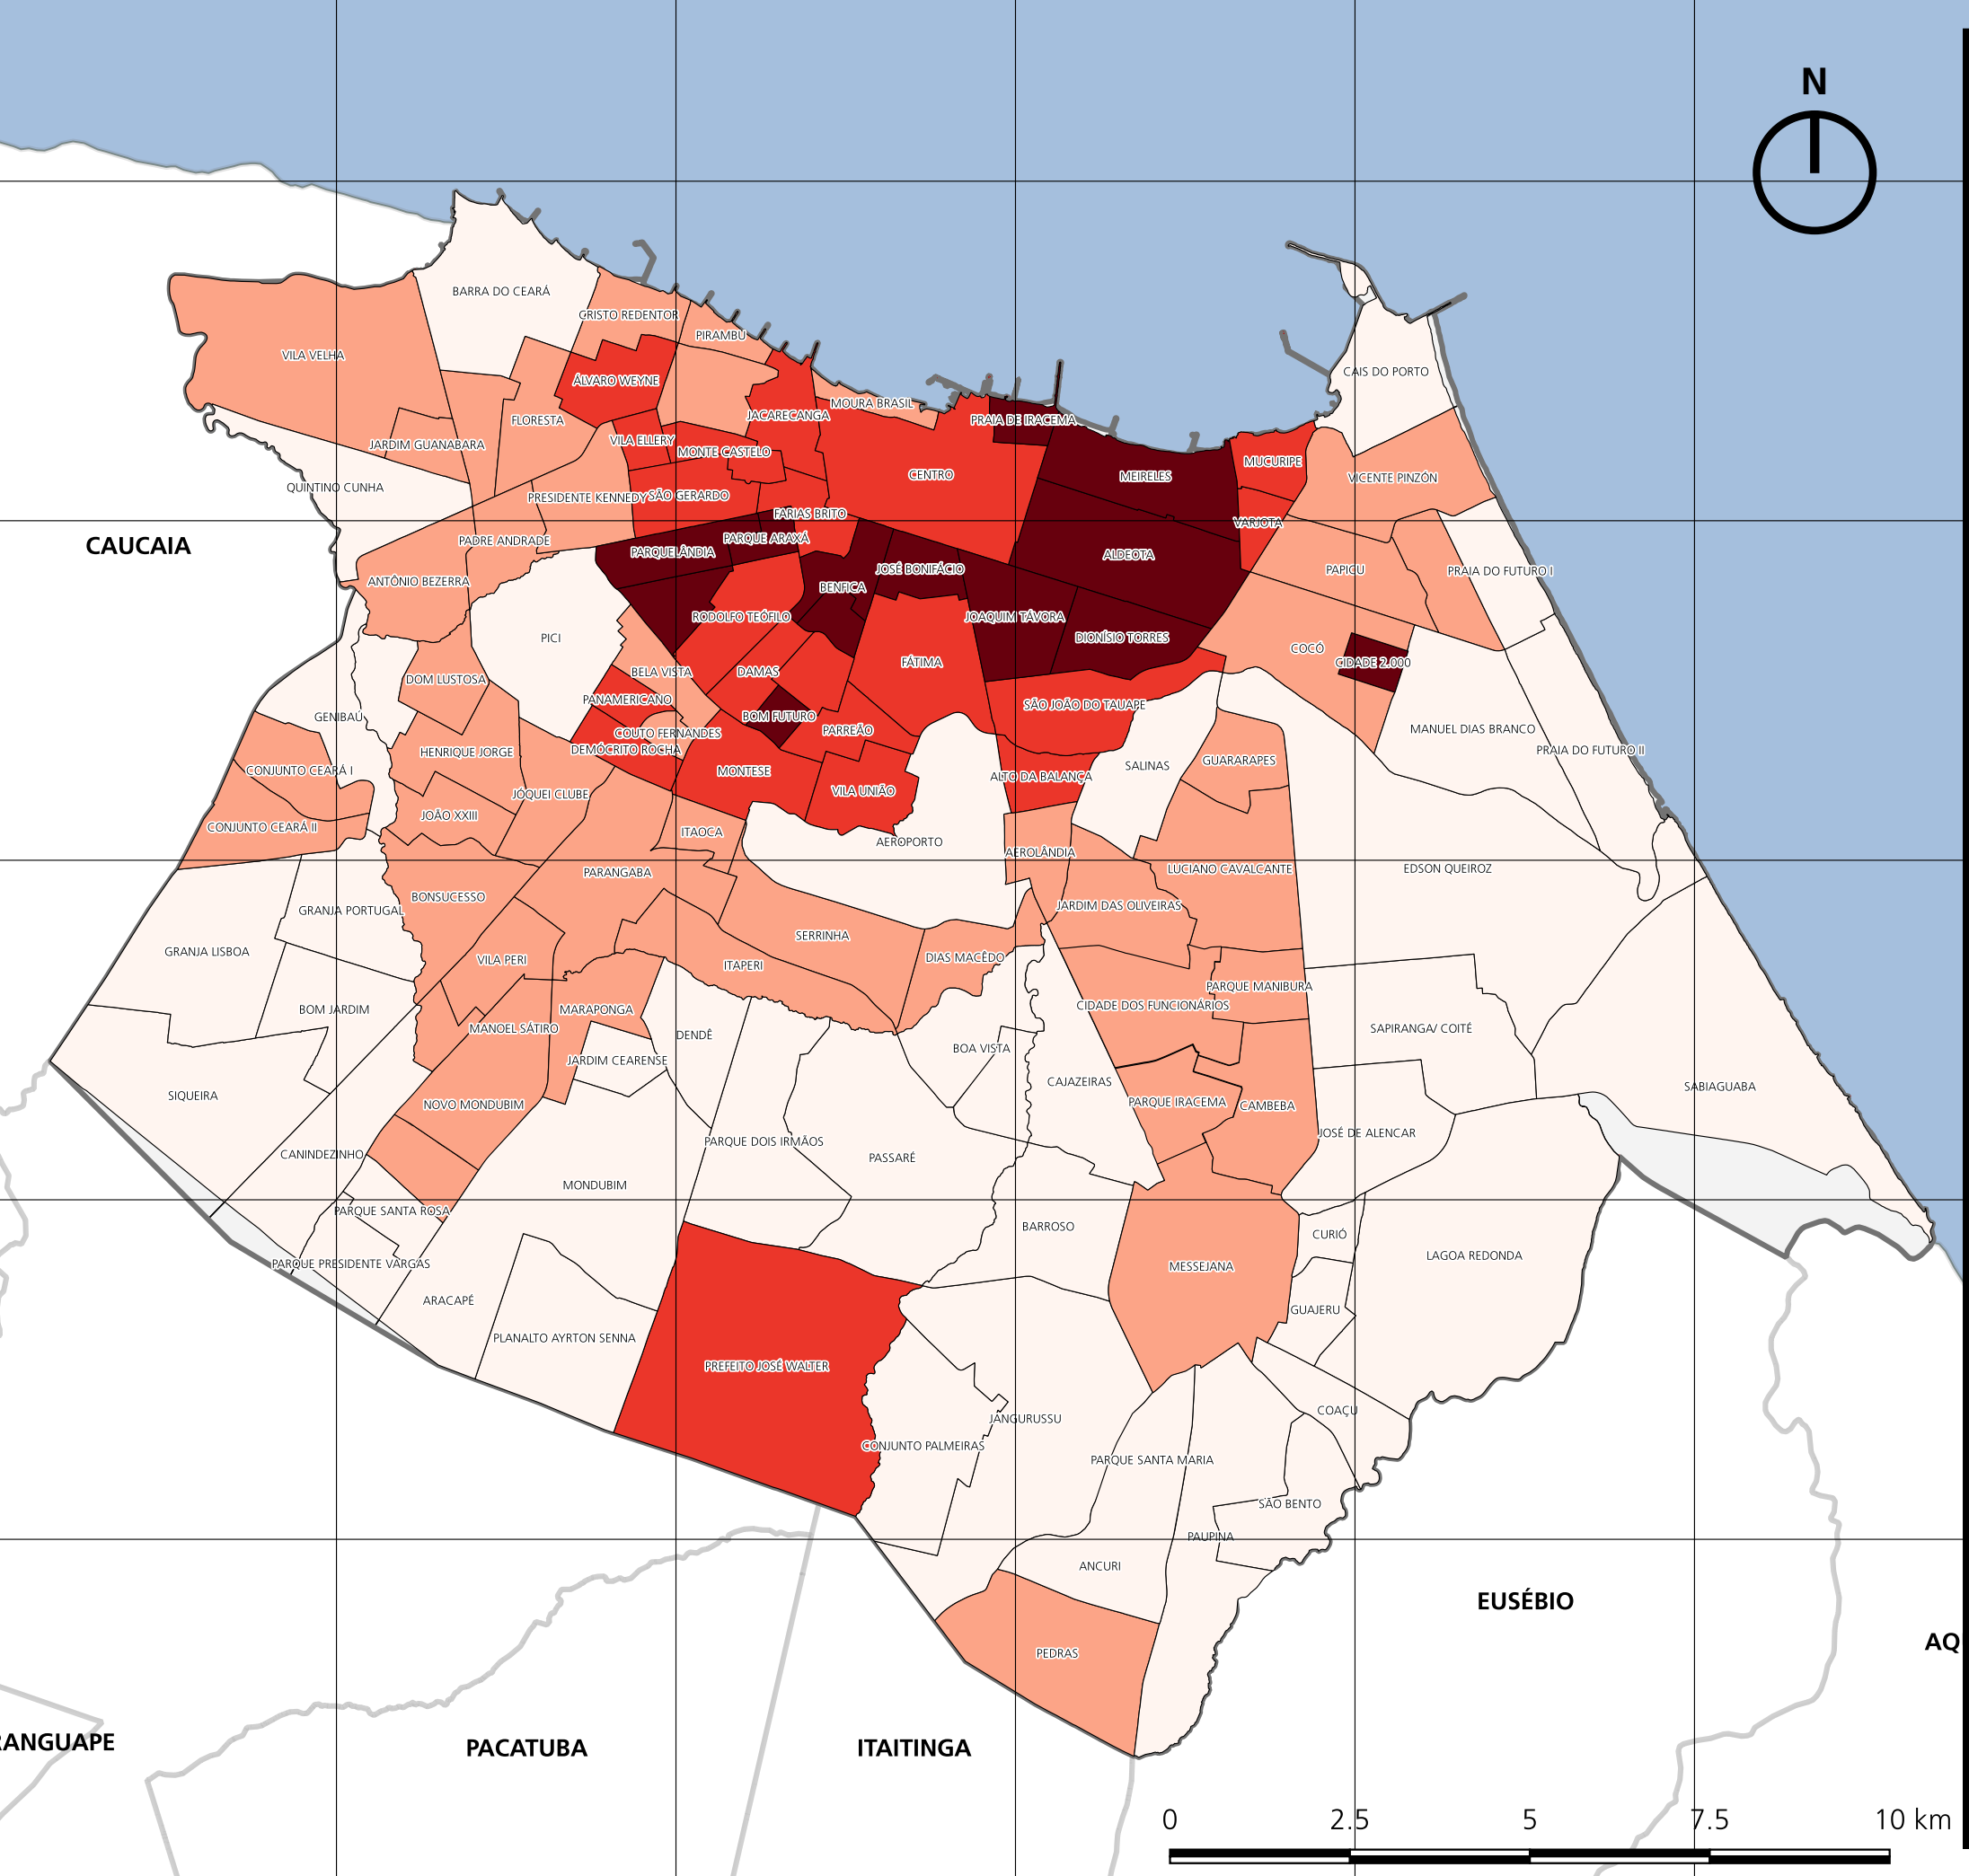 N
BARRA DO CEARÁ
CRISTO REDENTOR
PIRAMBÚ
VILA VELHA
CAIS DO PORTO
ÁLVARO WEYNE
MOURA BRASIL
JACARECANGA
FLORESTA
PRAIA DE IRACEMA
JARDIM GUANABARA
VILA ELLERY
MONTE CASTELO
CENTRO
MEIRELES
MUCURIPE
VICENTE PINZÓN
QUINTINO CUNHA
PRESIDENTE KENNEDY
SÃO GERARDO
FARIAS BRITO
VARJOTA
CAUCAIA
PADRE ANDRADE
PARQUELÂNDIA
PARQUE ARAXÁ
ALDEOTA
ANTÔNIO BEZERRA
BENFICA
JOSÉ BONIFÁCIO
PAPICU
PRAIA DO FUTURO I
PICI
RODOLFO TEÓFILO
JOAQUIM TÁVORA
DIONÍSIO TORRES
COCÓ
CIDADE 2.000
DOM LUSTOSA
BELA VISTA
DAMAS
FÁTIMA
PANAMERICANO
SÃO JOÃO DO TAUAPE
GENIBAÚ
BOM FUTURO
PARREÃO
COUTO FERNANDES
DEMÓCRITO ROCHA
MANUEL DIAS BRANCO
PRAIA DO FUTURO II
HENRIQUE JORGE
CONJUNTO CEARÁ I
MONTESE
ALTO DA BALANÇA
SALINAS
GUARARAPES
JÓQUEI CLUBE
VILA UNIÃO
CONJUNTO CEARÁ II
JOÃO XXIII
ITAOCA
AEROPORTO
AEROLÂNDIA
PARANGABA
LUCIANO CAVALCANTE
EDSON QUEIROZ
BONSUCESSO
GRANJA PORTUGAL
JARDIM DAS OLIVEIRAS
GRANJA LISBOA
VILA PERI
SERRINHA
ITAPERI
DIAS MACÊDO
PARQUE MANIBURA
BOM JARDIM
MARAPONGA
CIDADE DOS FUNCIONÁRIOS
MANOEL SÁTIRO
DENDÊ
SAPIRANGA/ COITÉ
JARDIM CEARENSE
BOA VISTA
CAJAZEIRAS
SIQUEIRA
NOVO MONDUBIM
PARQUE IRACEMA
CAMBEBA
SABIAGUABA
CANINDEZINHO
PARQUE DOIS IRMÃOS
PASSARÉ
JOSÉ DE ALENCAR
MONDUBIM
PARQUE SANTA ROSA
BARROSO
CURIÓ
LAGOA REDONDA
PARQUE PRESIDENTE VARGAS
MESSEJANA
ARACAPÉ
GUAJERU
PLANALTO AYRTON SENNA
PREFEITO JOSÉ WALTER
JANGURUSSU
COAÇU
CONJUNTO PALMEIRAS
PARQUE SANTA MARIA
SÃO BENTO
PAUPINA
ANCURI
EUSÉBIO
AQ
PEDRAS
RANGUAPE
PACATUBA
ITAITINGA
0 2.5 5 7.5 10 km